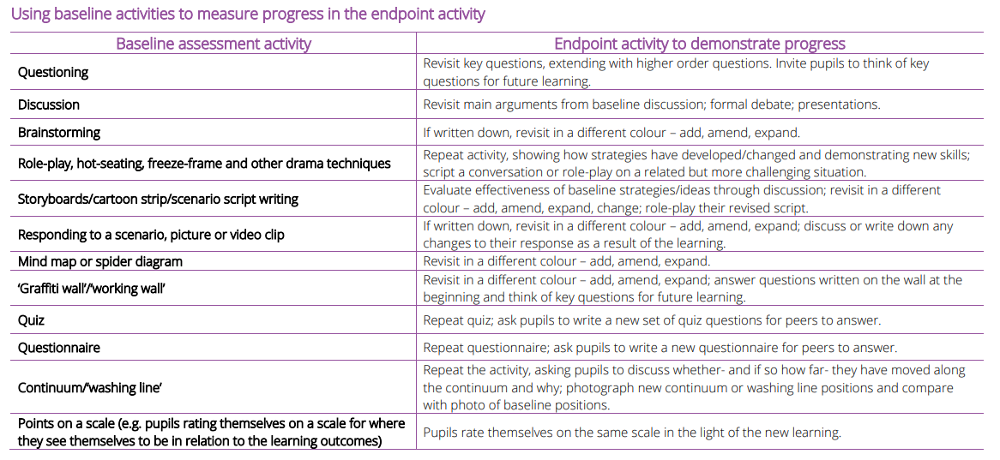 Using baseline activities to measure progress in the endpoint activity
Baseline assessment activity
Endpoint activity to demonstrate progress
Questioning
Revisit key questions, extending with higher order questions. Invite pupils to think of key
questions for future learning.
Discussion
Revisit main arguments from baseline discussion; formal debate; presentations.
Brainstorming
If written down, revisit in a different colour – add, amend, expand.
Role-play, hot-seating, freeze-frame and other drama techniques
Repeat activity, showing how strategies have developed/changed and demonstrating new skills;
script a conversation or role-play on a related but more challenging situation.
Storyboards/cartoon strip/scenario script writing
Evaluate effectiveness of baseline strategies/ideas through discussion; revisit in a different
colour – add, amend, expand, change; role-play their revised script.
Responding to a scenario, picture or video clip
If written down, revisit in a different colour – add, amend, expand; discuss or write down any
changes to their response as a result of the learning.
Mind map or spider diagram
Revisit in a different colour – add, amend, expand.
‘Graffiti wall’/‘working wall’
Revisit in a different colour – add, amend, expand; answer questions written on the wall at the
beginning and think of key questions for future learning.
Quiz
Repeat quiz; ask pupils to write a new set of quiz questions for peers to answer.
Questionnaire
Repeat questionnaire; ask pupils to write a new questionnaire for peers to answer.
Continuum/‘washing line’
Repeat the activity, asking pupils to discuss whether- and if so how far- they have moved along
the continuum and why; photograph new continuum or washing line positions and compare
with photo of baseline positions.
Points on a scale (e.g. pupils rating themselves on a scale for where
they see themselves to be in relation to the learning outcomes)
Pupils rate themselves on the same scale in the light of the new learning.